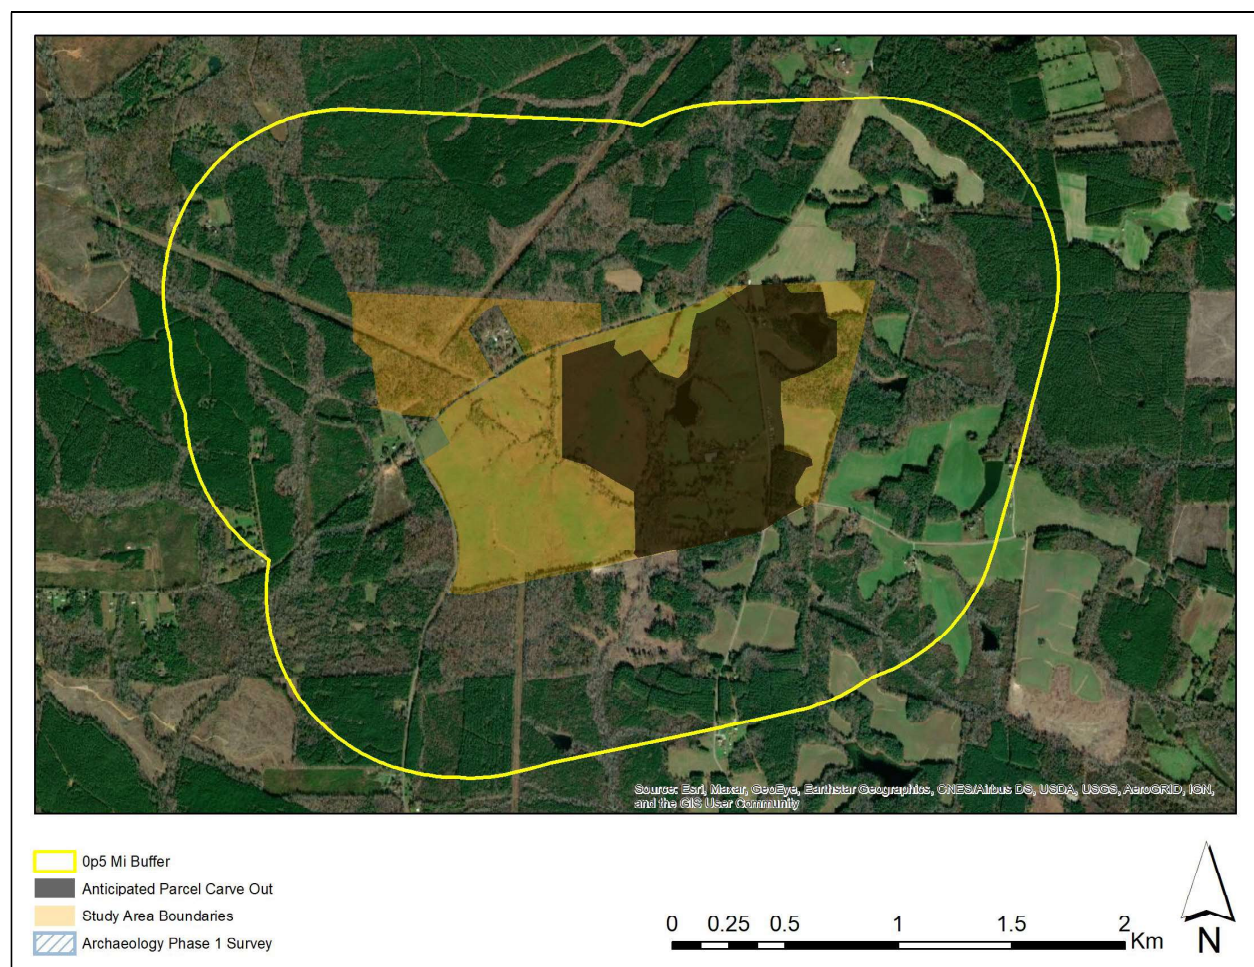 Source: Esri, Maxar, GeoEye, Earthstar Geographics, CNES/Airbus DS, USDA, USGS, AeroGRID, IGN,
and the GIS User Community
0p5 Mi Buffer
Anticipated Parcel Carve Out
Study Area Boundaries
Archaeology Phase 1 Survey
0 0.25 0.5 1 1.5 2
Km
N